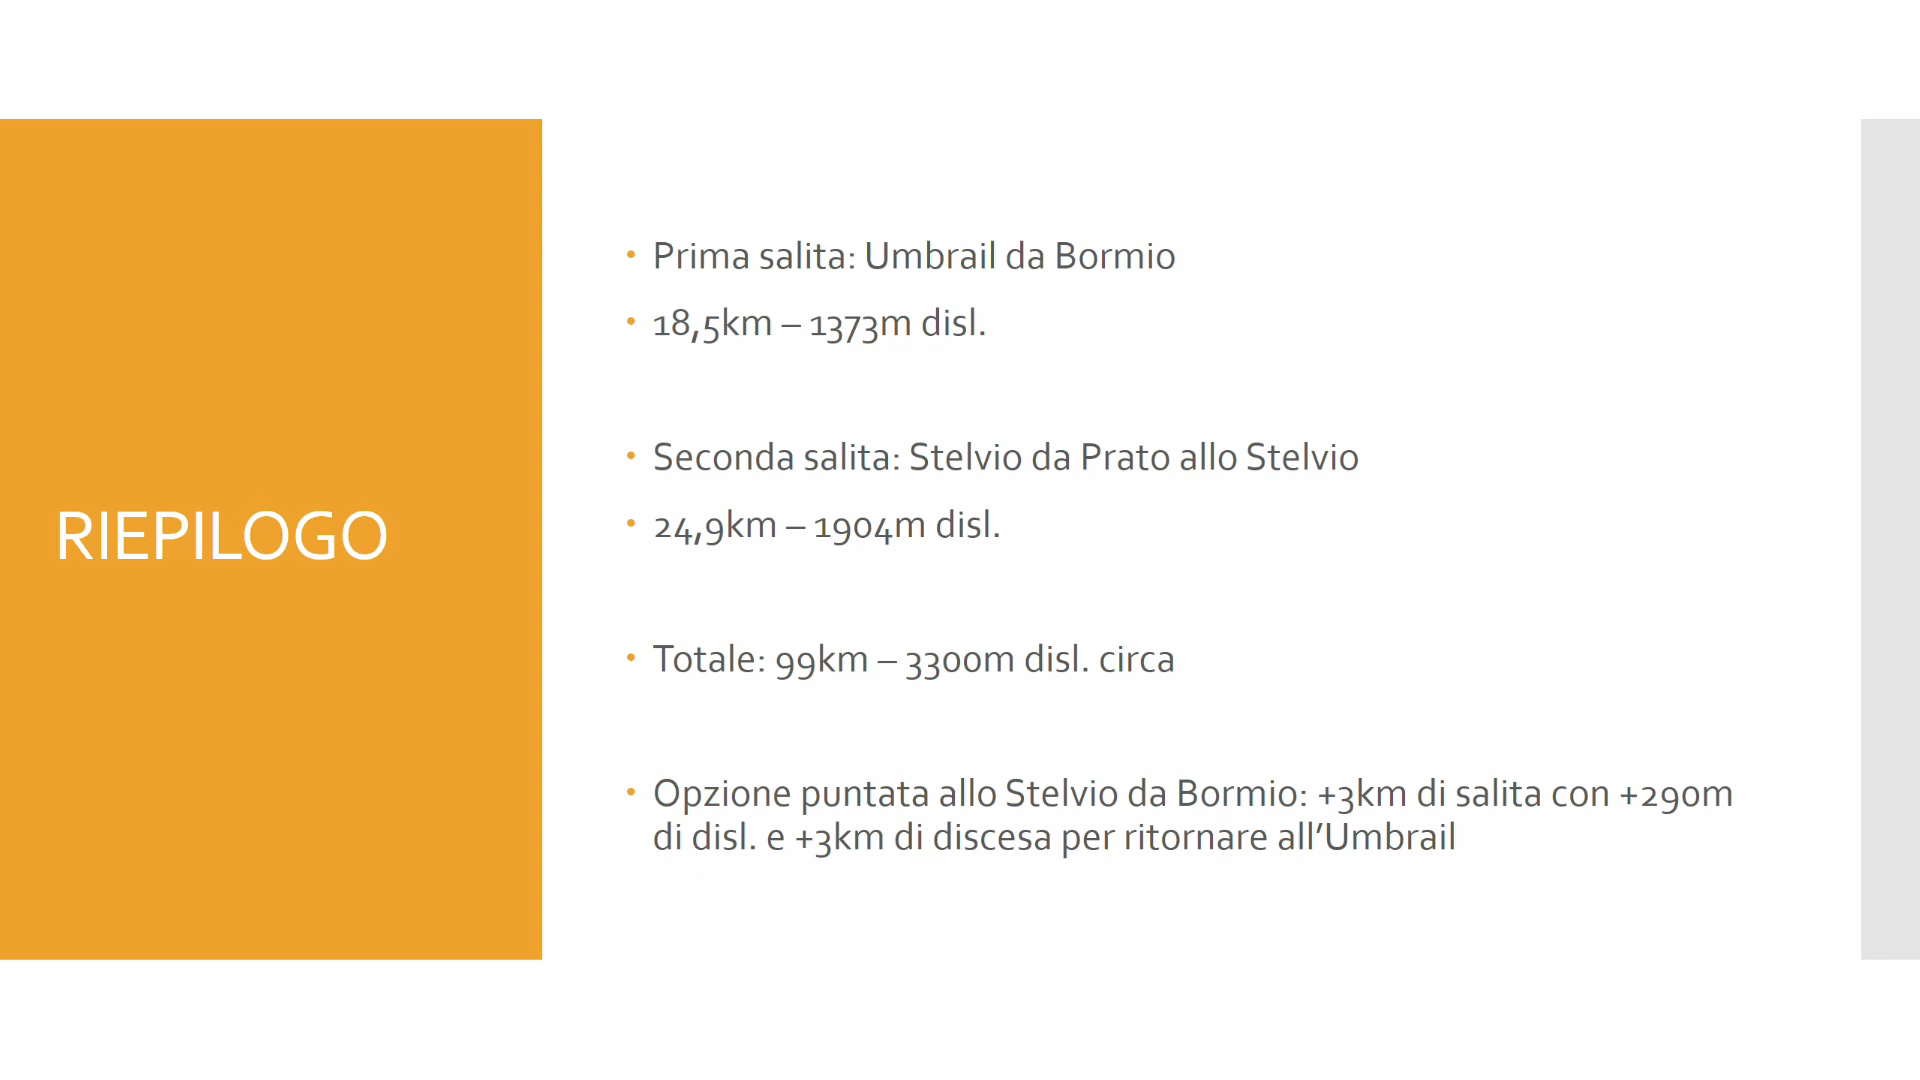 RIEPILOGO
• Prima salita: Umbrail da Bormio
• 18,5km – 1373m disl.
• Seconda salita: Stelvio da Prato allo Stelvio
• 24,9km – 1904m disl.
• Totale: 99km – 3300m disl. circa
• Opzione puntata allo Stelvio da Bormio: +3km di salita con +290m
di disl. e +3km di discesa per ritornare all’Umbrail